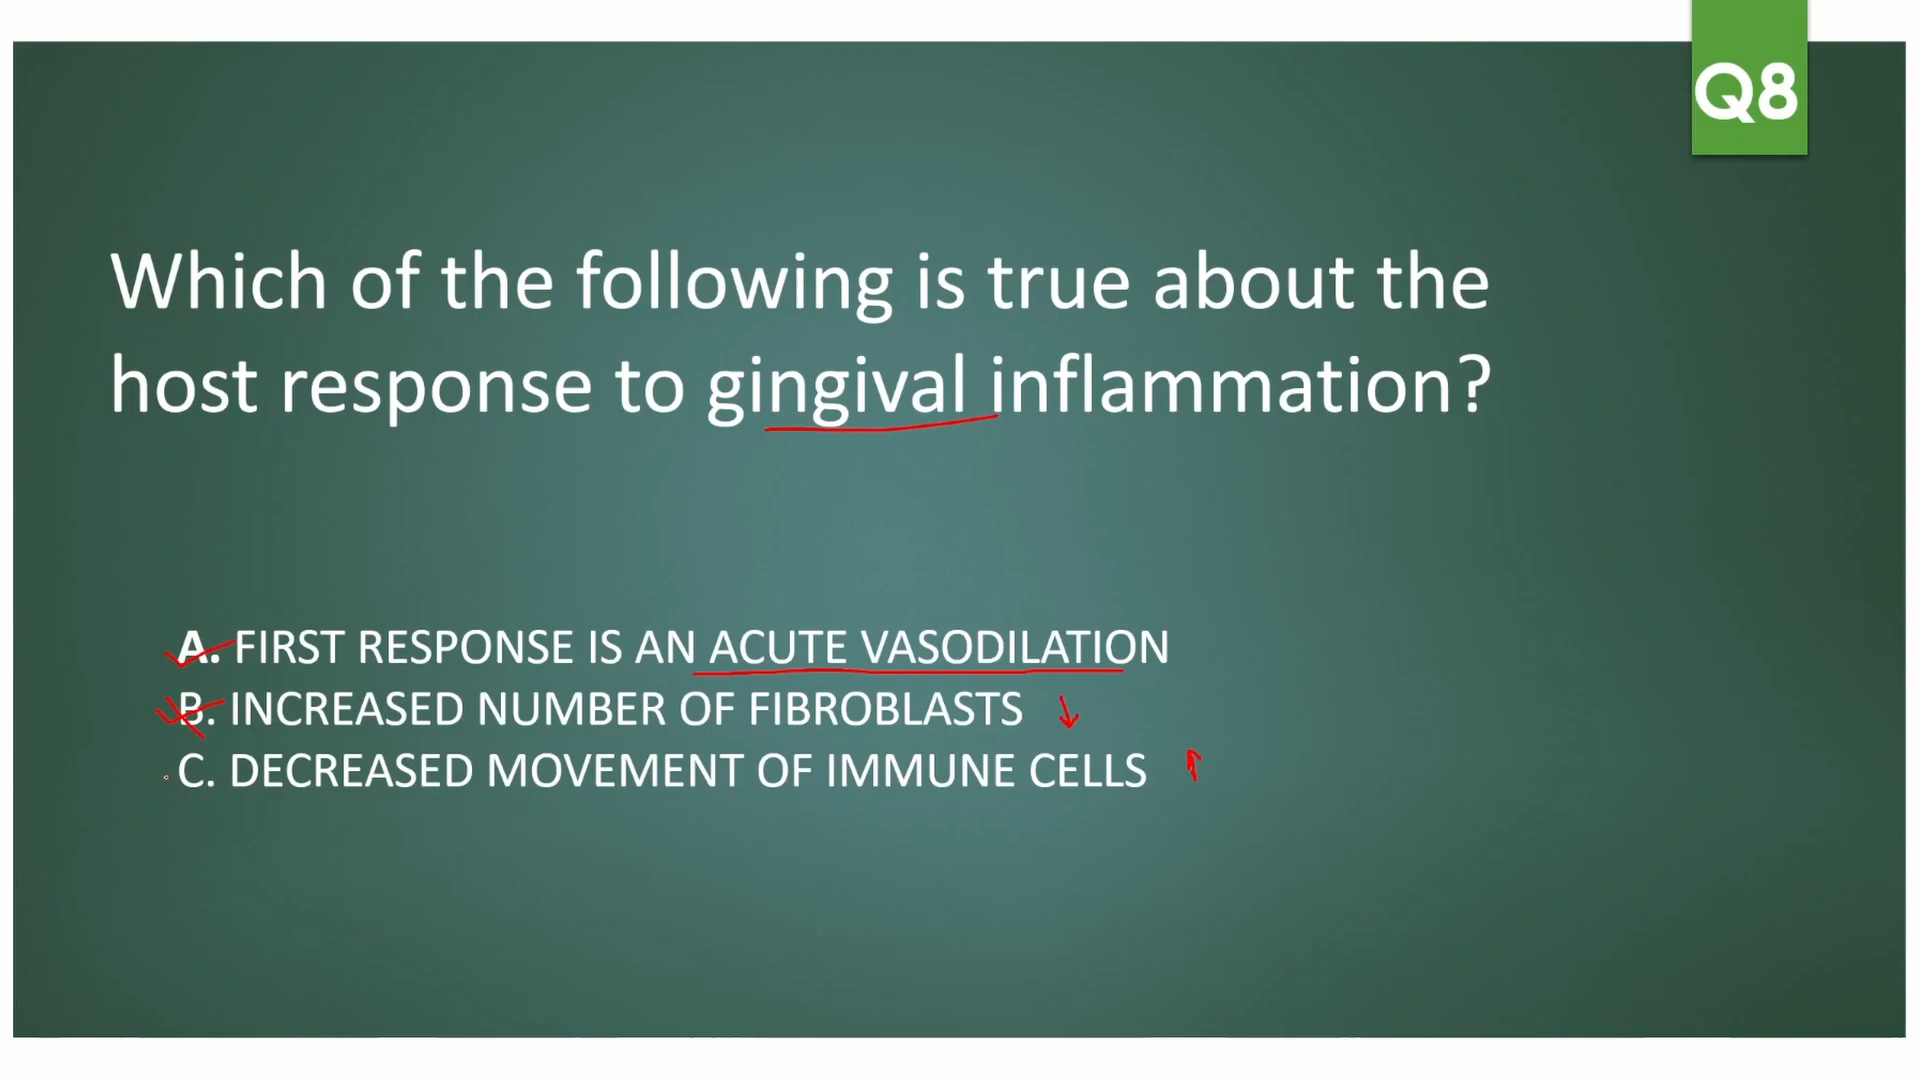 Q8
Which of the following is true about the
host response to gingival inflammation?
A. FIRST RESPONSE IS AN ACUTE VASODILATION
B. INCREASED NUMBER OF FIBROBLASTS
C. DECREASED MOVEMENT OF IMMUNE CELLS